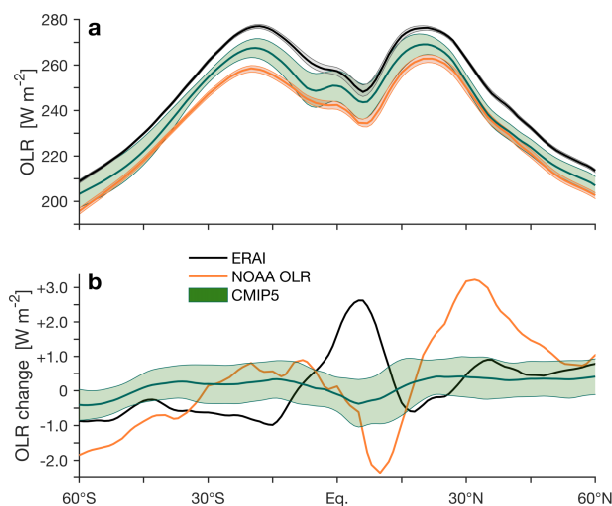 a
OLR [W m⁻²]
280
260
240
220
200
b
ERAI
NOAA OLR
CMIP5
OLR change [W m⁻²]
+3.0
+2.0
+1.0
0
-1.0
-2.0
60°S 30°S Eq. 30°N 60°N